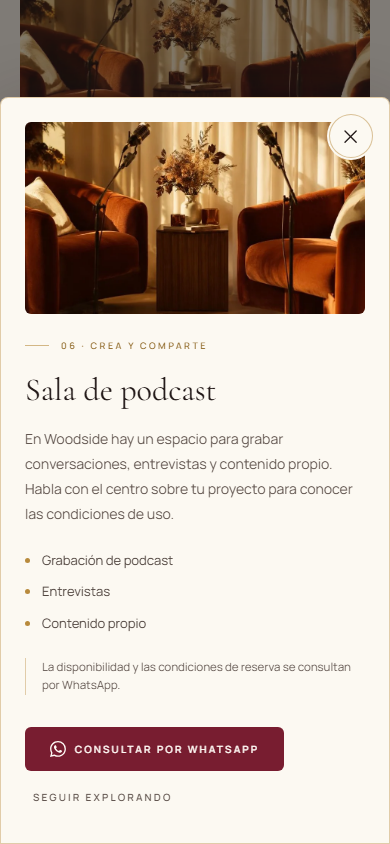 06 · CREA Y COMPARTE
Sala de podcast
En Woodside hay un espacio para grabar
conversaciones, entrevistas y contenido propio.
Habla con el centro sobre tu proyecto para conocer
las condiciones de uso.
Grabación de podcast
Entrevistas
Contenido propio
La disponibilidad y las condiciones de reserva se consultan
por WhatsApp.
CONSULTAR POR WHATSAPP
SEGUIR EXPLORANDO